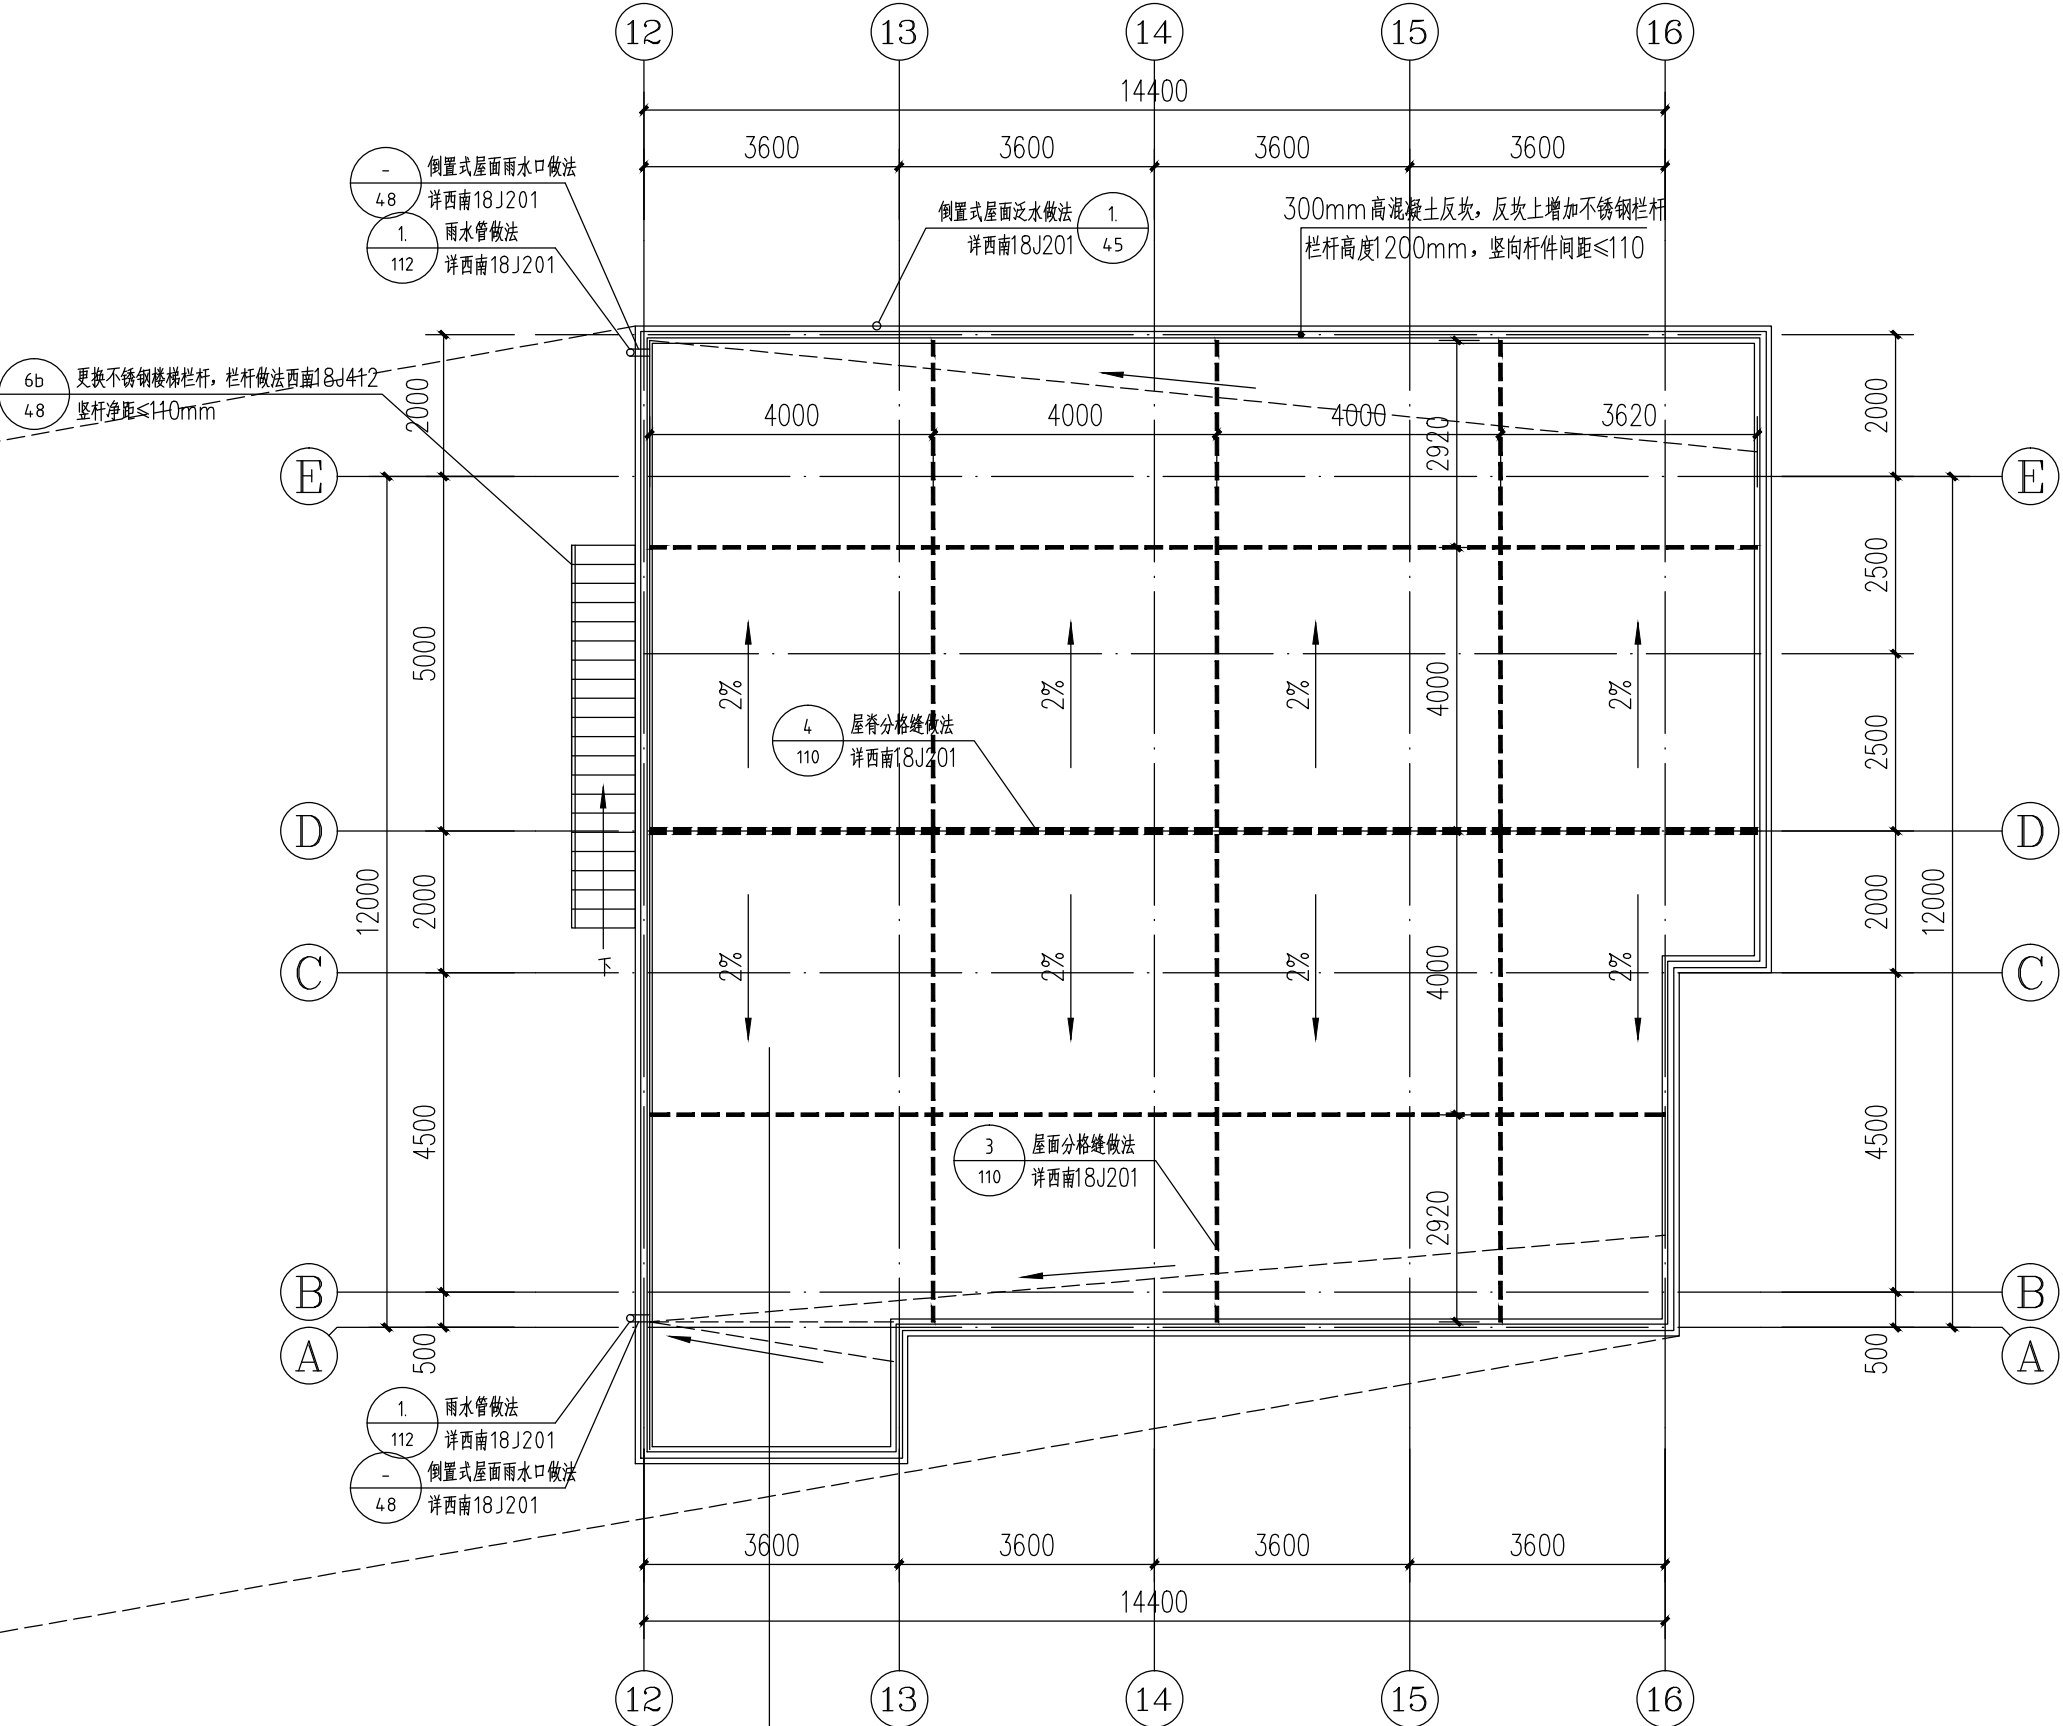 12
13
14
15
16
14400
3600
3600
3600
3600
-
48
倒置式屋面雨水口做法
详西南18J201
1.
112
雨水管做法
详西南18J201
倒置式屋面泛水做法
详西南18J201
1.
45
300mm高混凝土反坎，反坎上增加不锈钢栏杆
栏杆高度1200mm，竖向杆件间距≤110
6b
48
更换不锈钢楼梯栏杆，栏杆做法西南18J412
竖杆净距≤110mm
2000
4000
4000
4000
3620
2920
2000
E
E
5000
2500
2%
2%
2%
2%
4000
4
110
屋脊分格缝做法
详西南18J201
2500
D
D
12000
2000
2000
12000
下
2%
2%
2%
2%
4000
C
C
4500
4500
3
110
屋面分格缝做法
详西南18J201
2920
B
B
A
A
500
500
1.
112
雨水管做法
详西南18J201
-
48
倒置式屋面雨水口做法
详西南18J201
3600
3600
3600
3600
14400
12
13
14
15
16